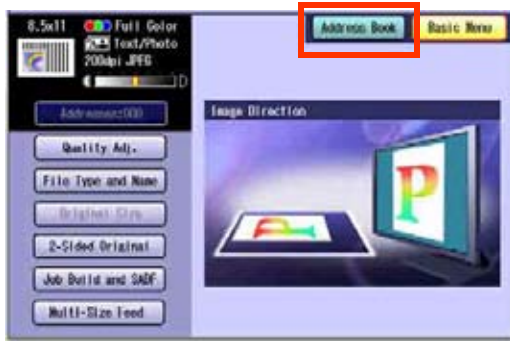 8.5x11 Full Color
Text/Photo
200dpi JPEG
D
Addresses:000
Address Book
Basic Menu
Image Direction
Quality Adj.
File Type and Name
Original Size
2-Sided Original
Job Build and SADF
Multi-Size Feed
P
P